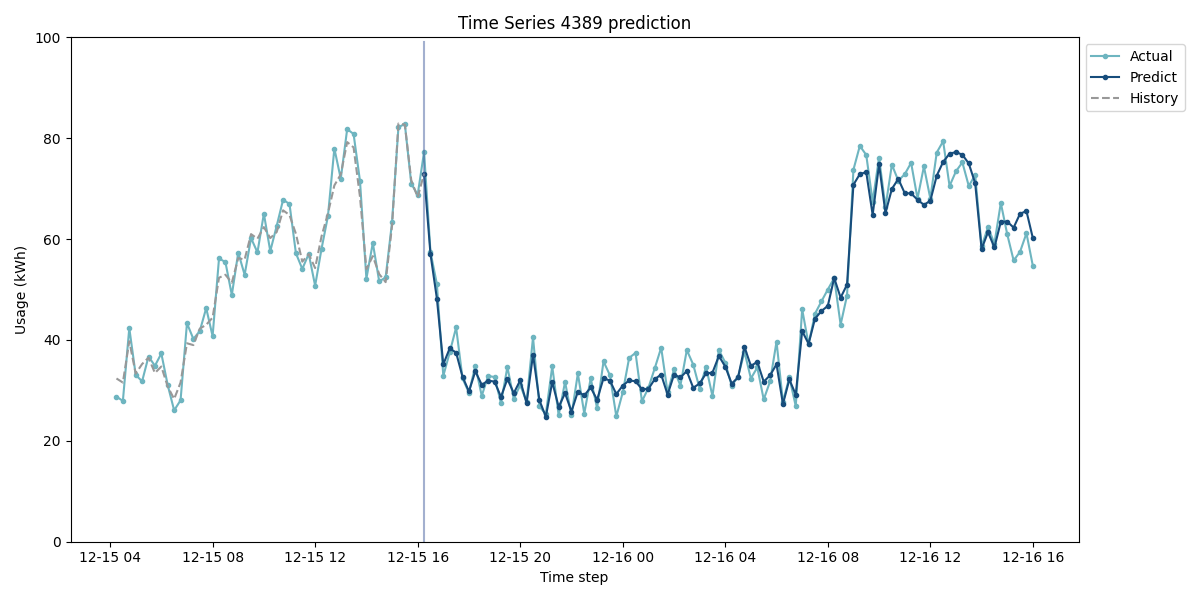 Time Series 4389 prediction
100
80
60
40
20
0
Usage (kWh)
12-15 04
12-15 08
12-15 12
12-15 16
12-15 20
12-16 00
12-16 04
12-16 08
12-16 12
12-16 16
Time step
Actual
Predict
History